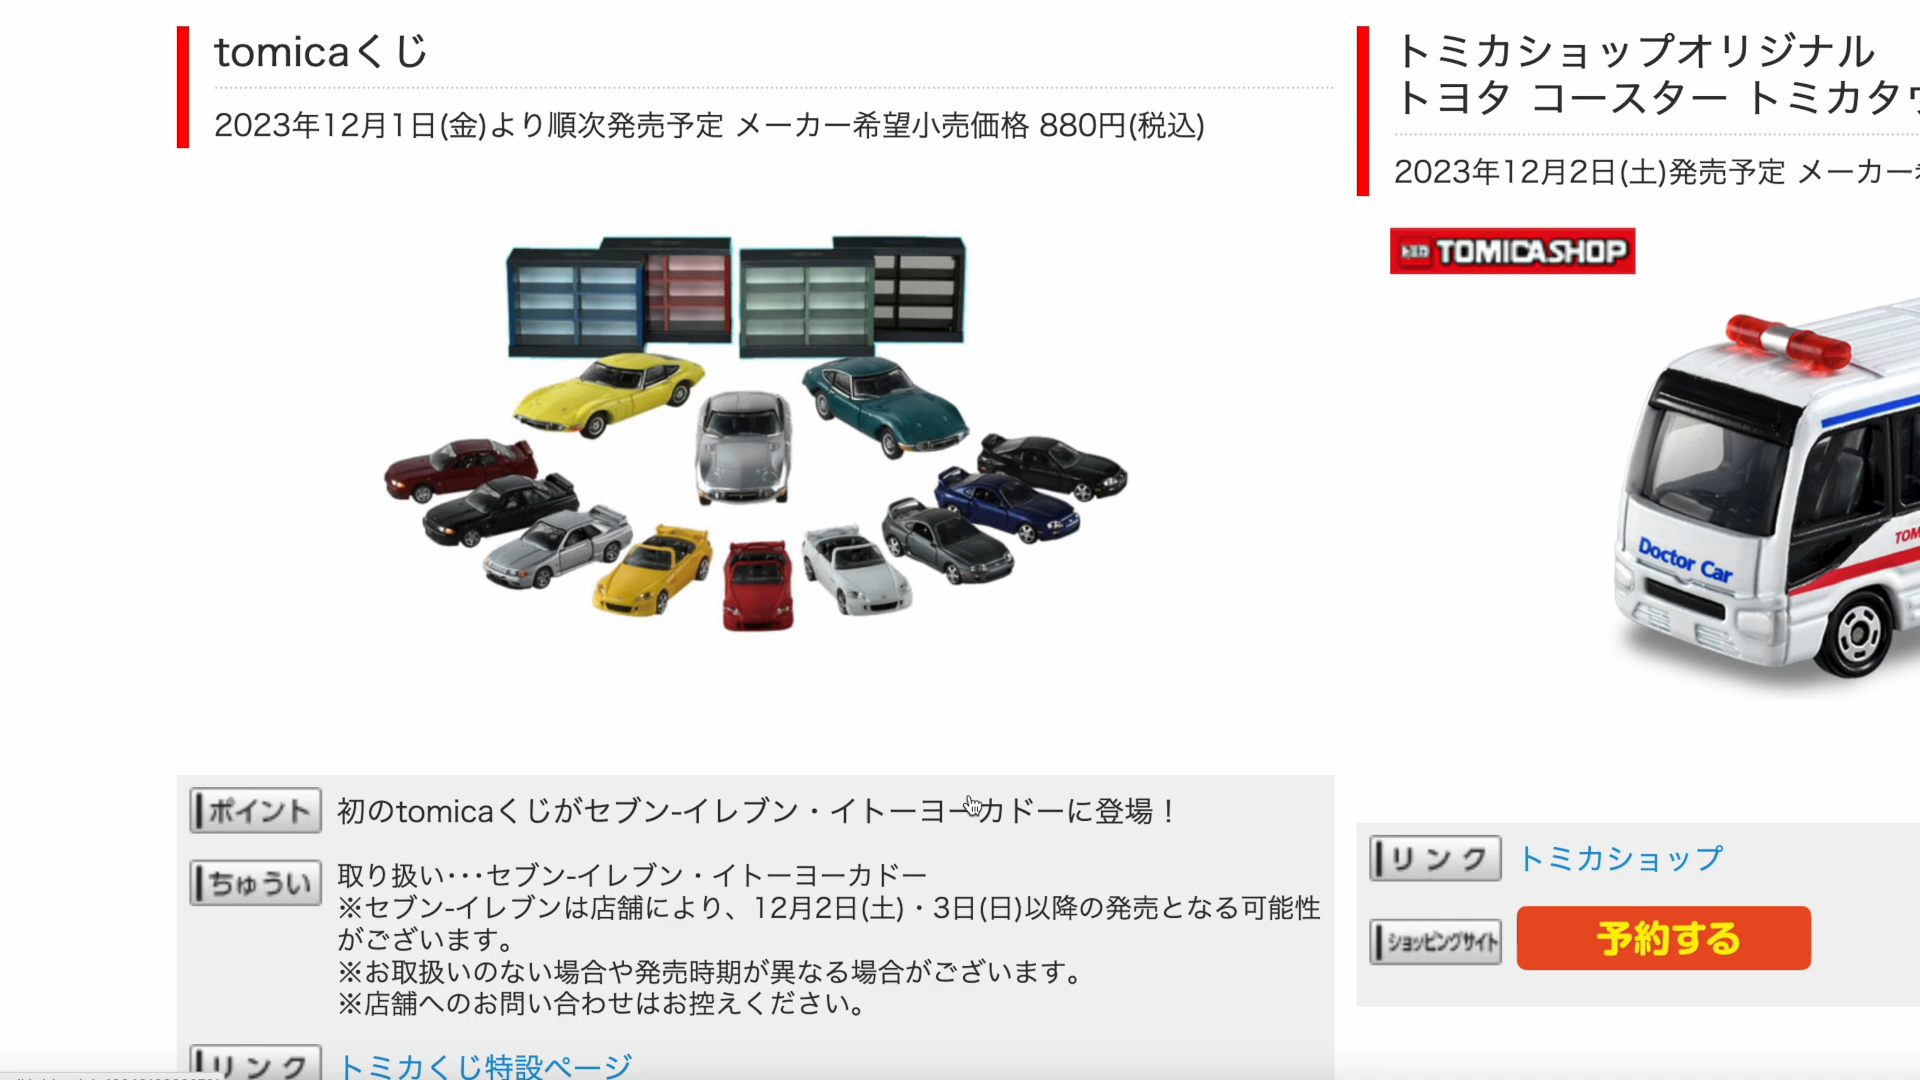 tomicaくじ
2023年12月1日(金)より順次発売予定 メーカー希望小売価格 880円(税込)
ポイント
初のtomicaくじがセブン-イレブン・イトーヨーカドーに登場！
ちゅうい
取り扱い･･･セブン-イレブン・イトーヨーカドー
※セブン-イレブンは店舗により、12月2日(土)・3日(日)以降の発売となる可能性
がございます。
※お取扱いのない場合や発売時期が異なる場合がございます。
※店舗へのお問い合わせはお控えください。
リンク
トミカくじ特設ページ
トミカショップオリジナル
トヨタ コースター トミカタ
2023年12月2日(土)発売予定 メーカー
トミカ TOMICASHOP
Doctor Car
TOM
リンク
トミカショップ
ショッピングサイト
予約する